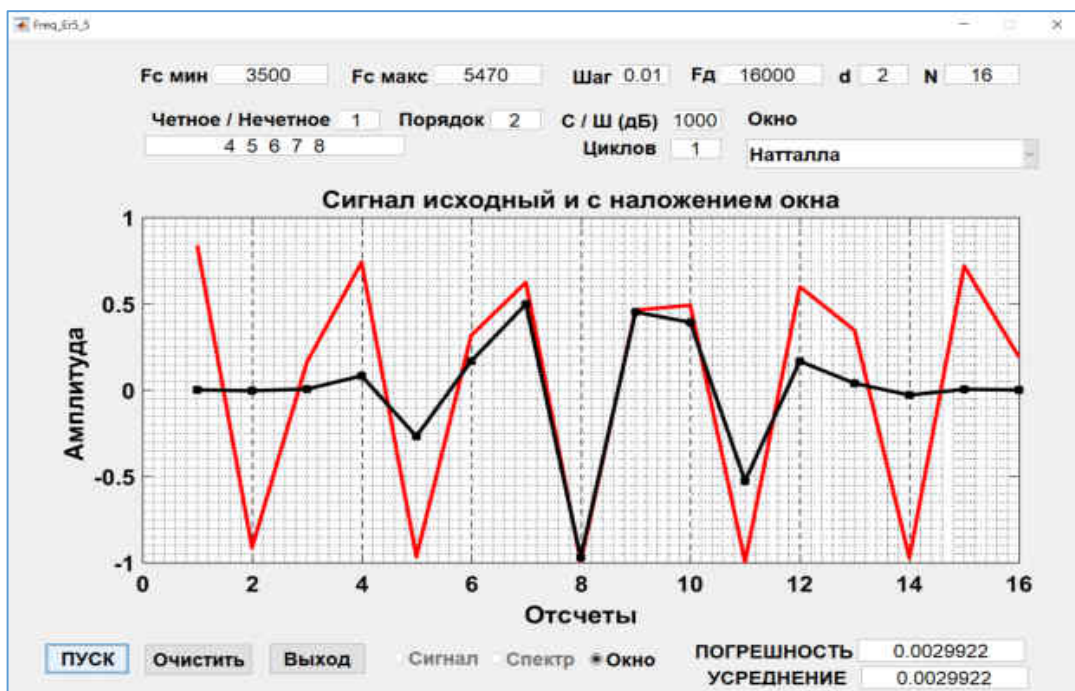 Freq_Er5_5
Fc мин 3500 Fc макс 5470 Шаг 0.01 Fд 16000 d 2 N 16
Четное / Нечетное 1 Порядок 2 С / Ш (дБ) 1000 Окно
4 5 6 7 8 Циклов 1 Натталла
Сигнал исходный и с наложением окна
Амплитуда
1
0.5
0
-0.5
-1
0 2 4 6 8 10 12 14 16
Отсчеты
ПУСК Очистить Выход Сигнал Спектр Окно ПОГРЕШНОСТЬ 0.0029922
УСРЕДНЕНИЕ 0.0029922